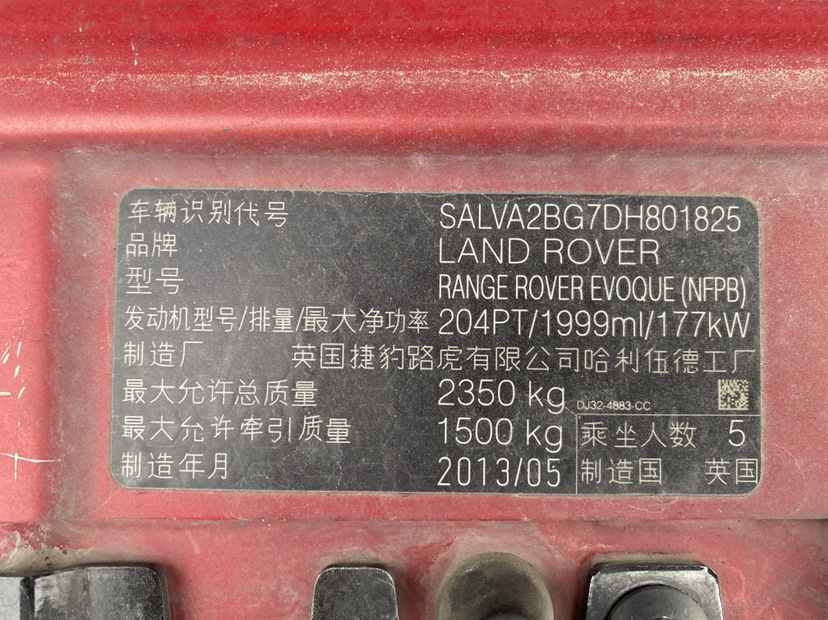 车辆识别代号 SALVA2BG7DH801825
品牌 LAND ROVER
型号 RANGE ROVER EVOQUE (NFPB)
发动机型号/排量/最大净功率 204PT/1999ml/177kW
制造厂 英国捷豹路虎有限公司哈利伍德工厂
最大允许总质量 2350 kg DJ32-4883-CC
最大允许牵引质量 1500 kg 乘坐人数 5
制造年月 2013/05 制造国 英国